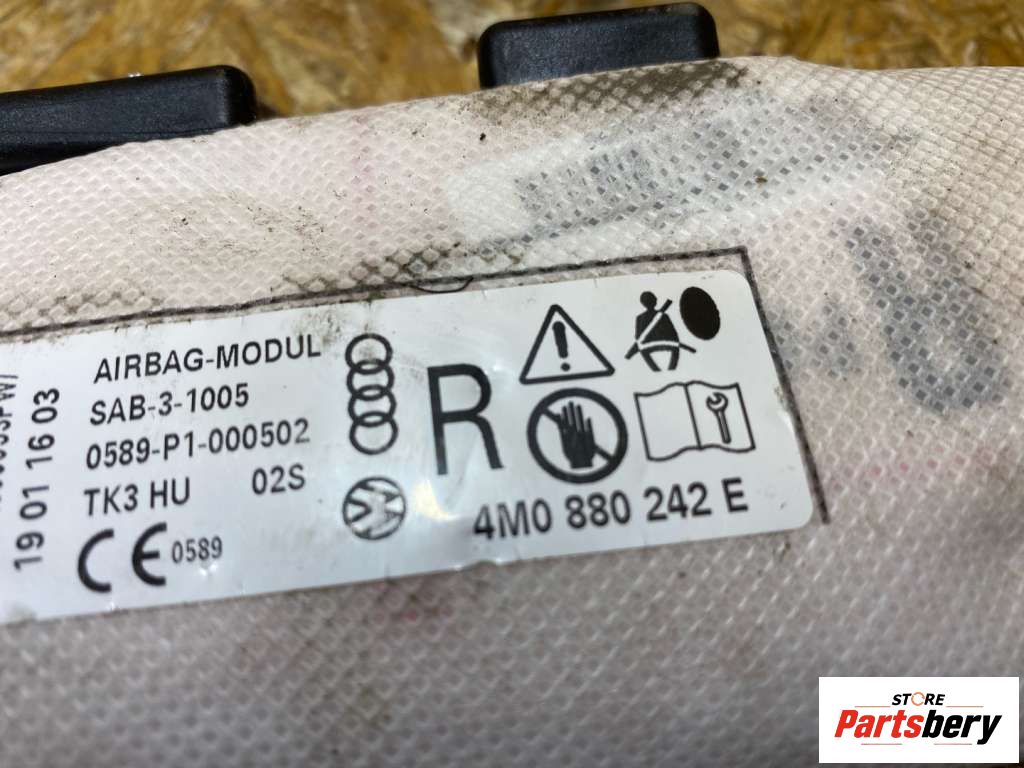 AIRBAG-MODUL
SAB-3-1005
0589-P1-000502
TK3 HU 02S
CE 0589
R
4M0 880 242 E
19 01 16 03
STORE
Partsbery